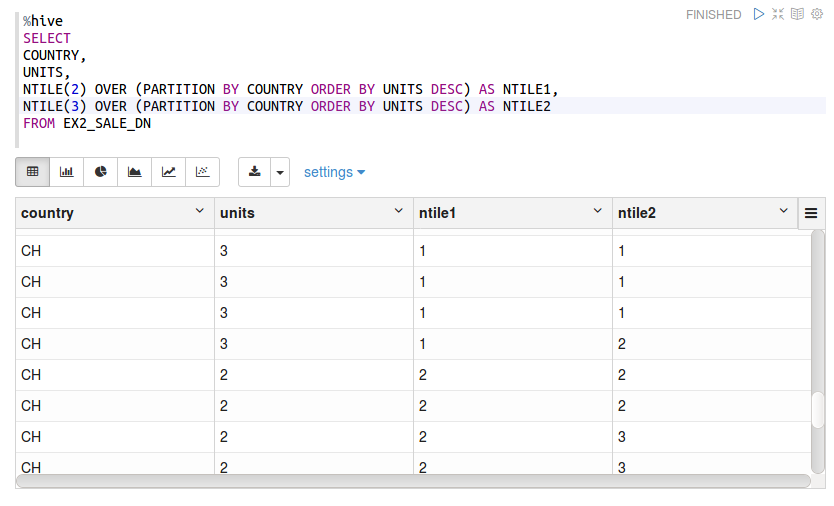 FINISHED
%hive
SELECT
COUNTRY,
UNITS,
NTILE(2) OVER (PARTITION BY COUNTRY ORDER BY UNITS DESC) AS NTILE1,
NTILE(3) OVER (PARTITION BY COUNTRY ORDER BY UNITS DESC) AS NTILE2
FROM EX2_SALE_DN
settings
country units ntile1 ntile2
CH 3 1 1
CH 3 1 1
CH 3 1 1
CH 3 1 2
CH 2 2 2
CH 2 2 2
CH 2 2 3
CH 2 2 3